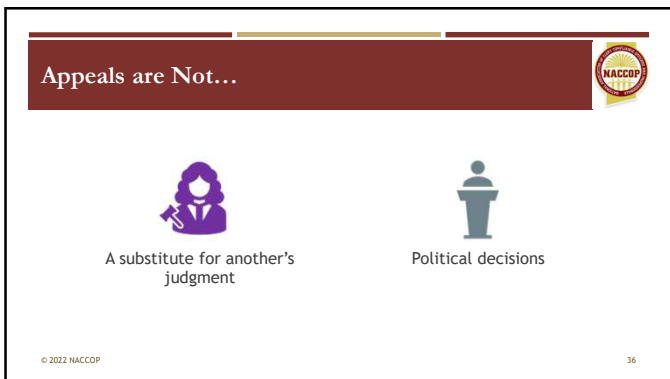 Appeals are Not…
NACCOP
A substitute for another's
judgment
Political decisions
© 2022 NACCOP
36